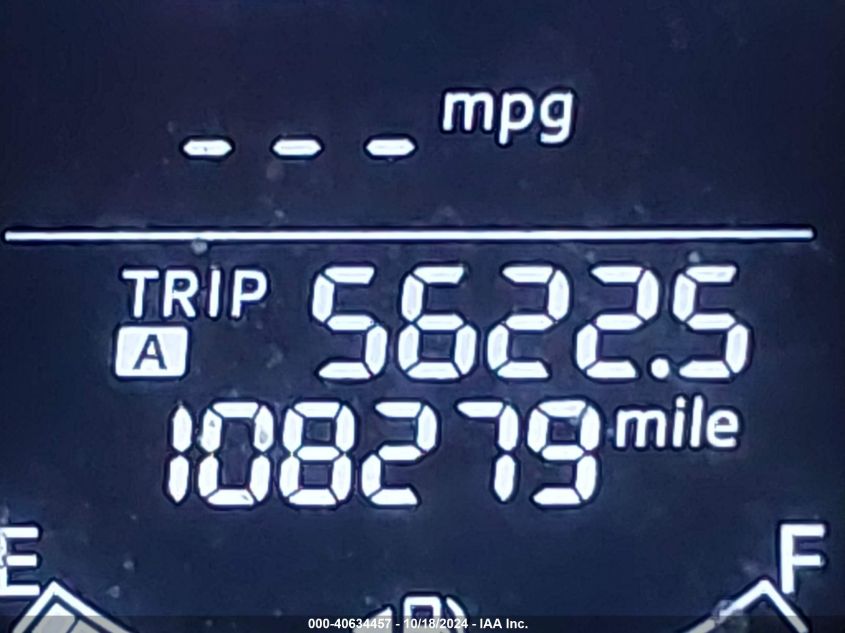 --- mpg
TRIP 5622.5
A
108279 mile
E F
000-40634457 - 10/18/2024 - IAA Inc.